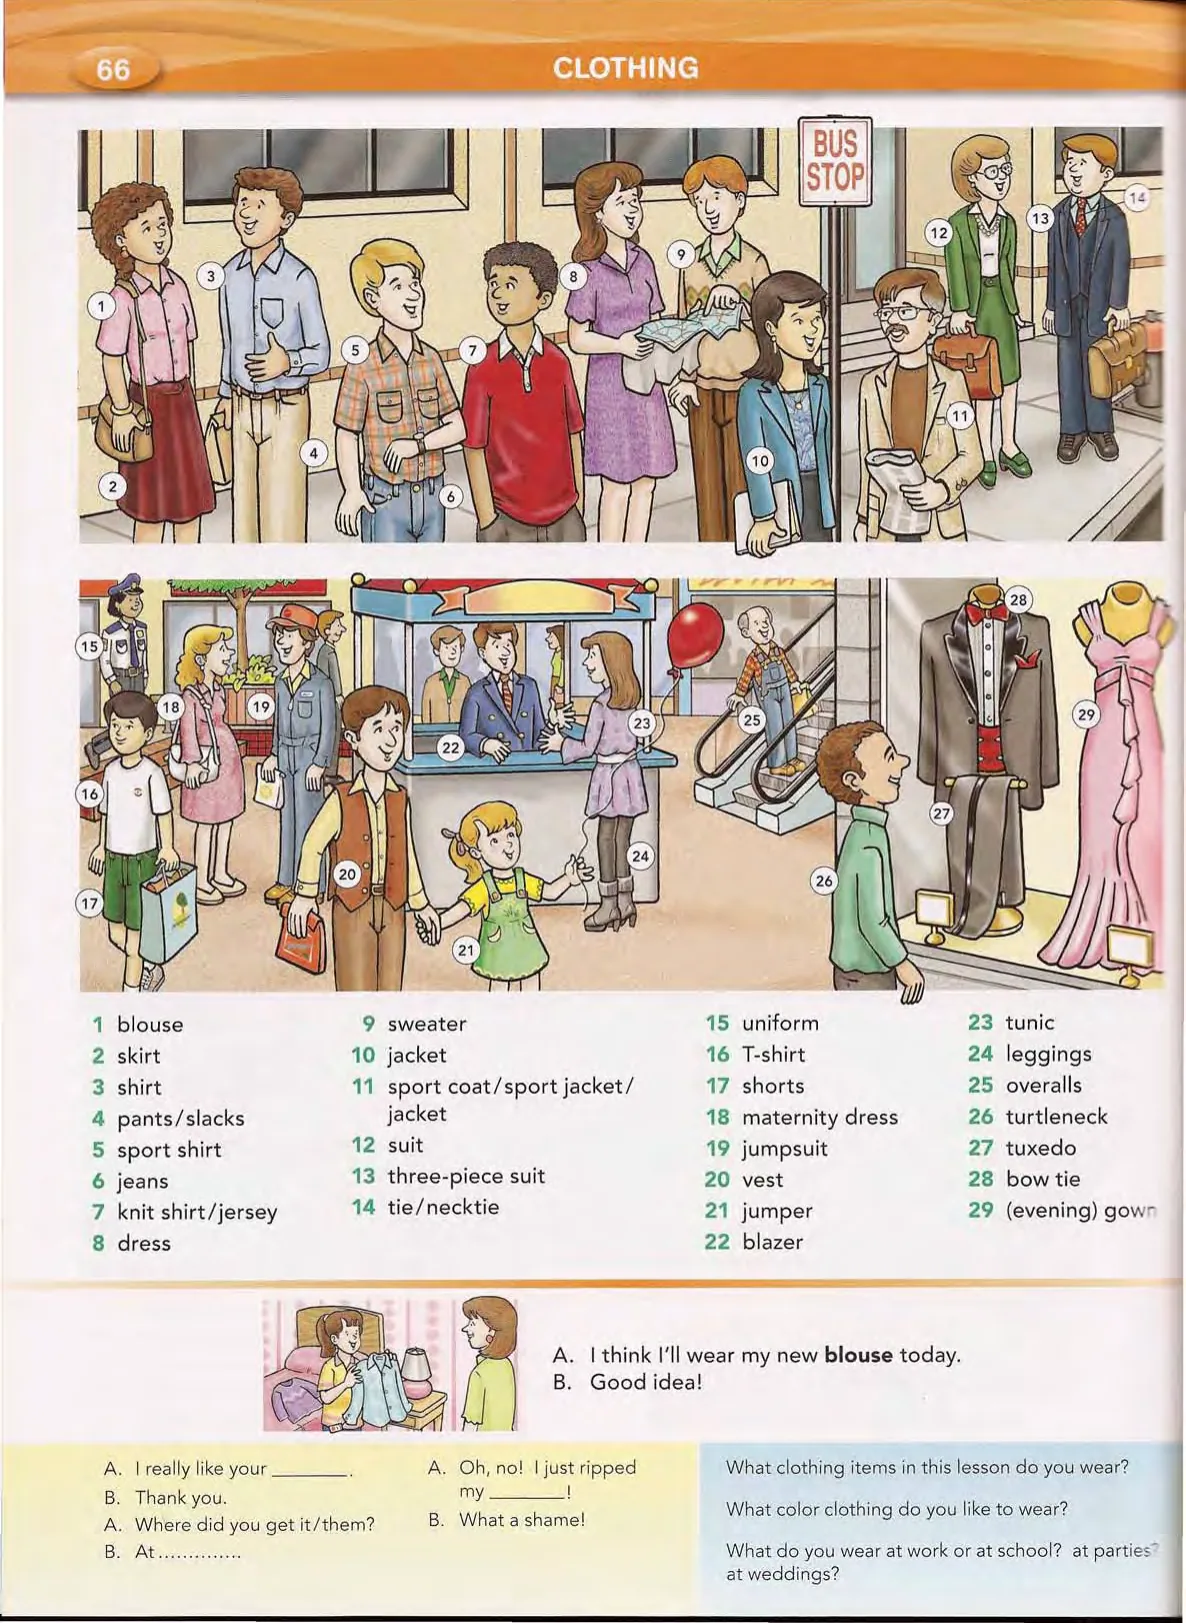 66
CLOTHING
BUS
STOP
1
2
3
4
5
6
7
8
9
10
11
12
13
14
15
16
17
18
19
20
21
22
23
24
25
26
27
28
29
1 blouse
2 skirt
3 shirt
4 pants/slacks
5 sport shirt
6 jeans
7 knit shirt/jersey
8 dress
9 sweater
10 jacket
11 sport coat/sport jacket/
jacket
12 suit
13 three-piece suit
14 tie/necktie
15 uniform
16 T-shirt
17 shorts
18 maternity dress
19 jumpsuit
20 vest
21 jumper
22 blazer
23 tunic
24 leggings
25 overalls
26 turtleneck
27 tuxedo
28 bow tie
29 (evening) gown
A. I think I'll wear my new blouse today.
B. Good idea!
A. I really like your ________.
B. Thank you.
A. Where did you get it/them?
B. At..............
A. Oh, no! I just ripped
my ________!
B. What a shame!
What clothing items in this lesson do you wear?
What color clothing do you like to wear?
What do you wear at work or at school? at parties?
at weddings?